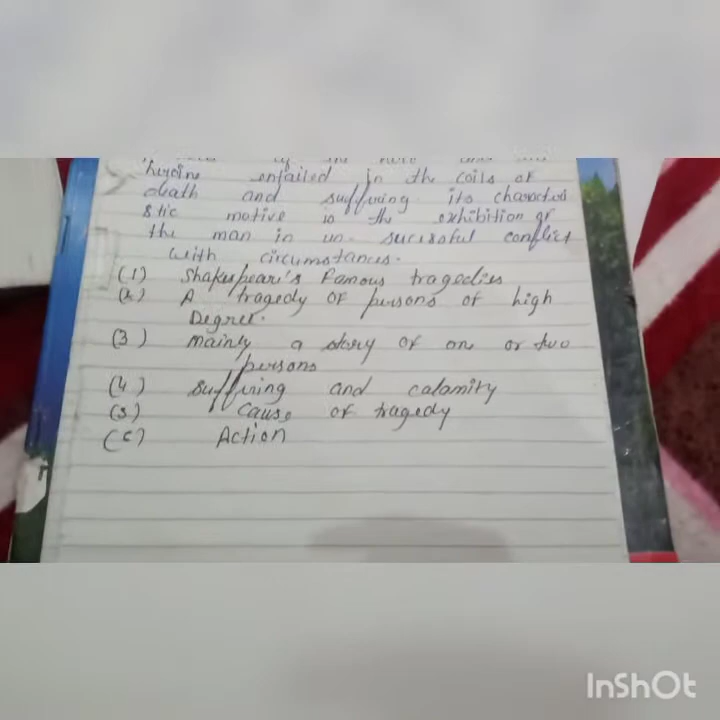 heroine entailed in the coils of
death and suffering its characteri
stic motive is the exhibition of
the man in un. sucessful conflict
with circumstances.
(1) Shakespeare's Famous tragedies
(2) A tragedy of persons of high
Degree.
(3) mainly a story of one or two
persons
(4) suffering and calamity
(5) cause of tragedy
(6) Action
InShOt